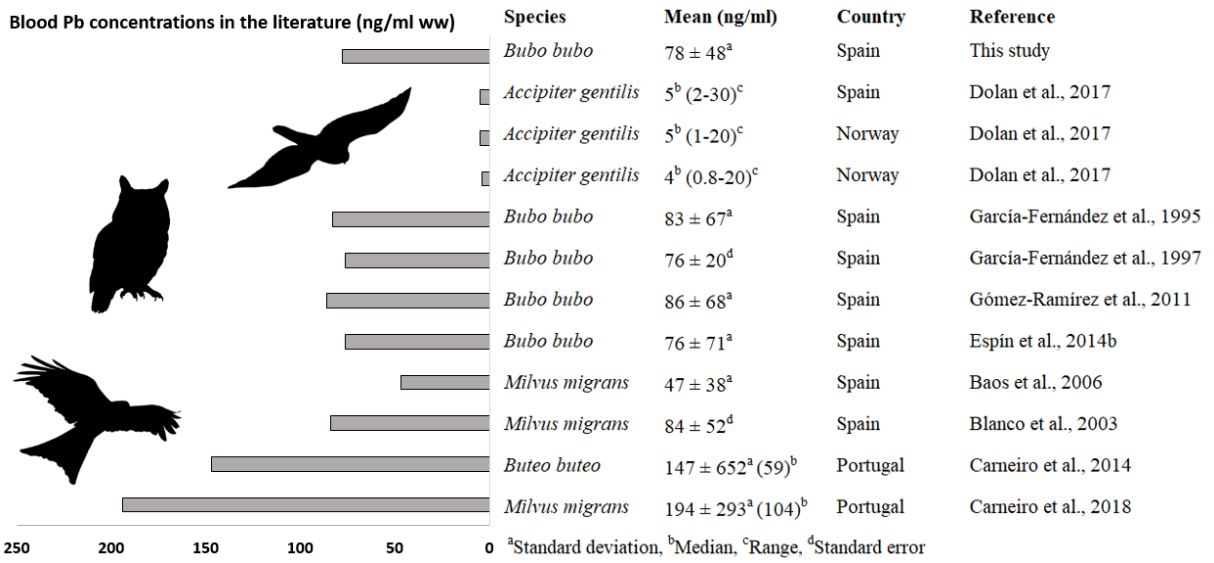 Blood Pb concentrations in the literature (ng/ml ww)
Species Mean (ng/ml) Country Reference
Bubo bubo 78 ± 48ᵃ Spain This study
Accipiter gentilis 5ᵇ (2-30)ᶜ Spain Dolan et al., 2017
Accipiter gentilis 5ᵇ (1-20)ᶜ Norway Dolan et al., 2017
Accipiter gentilis 4ᵇ (0.8-20)ᶜ Norway Dolan et al., 2017
Bubo bubo 83 ± 67ᵃ Spain García-Fernández et al., 1995
Bubo bubo 76 ± 20ᵈ Spain García-Fernández et al., 1997
Bubo bubo 86 ± 68ᵃ Spain Gómez-Ramírez et al., 2011
Bubo bubo 76 ± 71ᵃ Spain Espín et al., 2014b
Milvus migrans 47 ± 38ᵃ Spain Baos et al., 2006
Milvus migrans 84 ± 52ᵈ Spain Blanco et al., 2003
Buteo buteo 147 ± 652ᵃ (59)ᵇ Portugal Carneiro et al., 2014
Milvus migrans 194 ± 293ᵃ (104)ᵇ Portugal Carneiro et al., 2018
250 200 150 100 50 0
ᵃStandard deviation, ᵇMedian, ᶜRange, ᵈStandard error